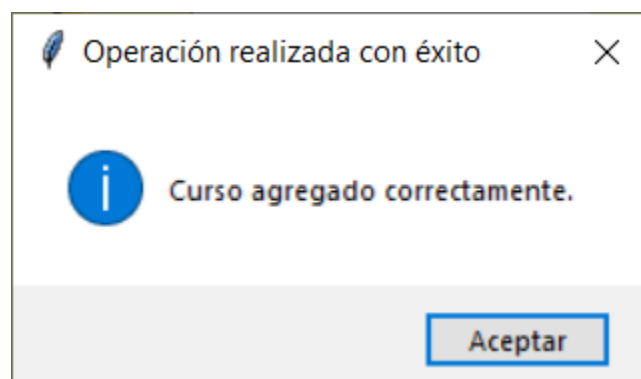 Operación realizada con éxito
Curso agregado correctamente.
Aceptar